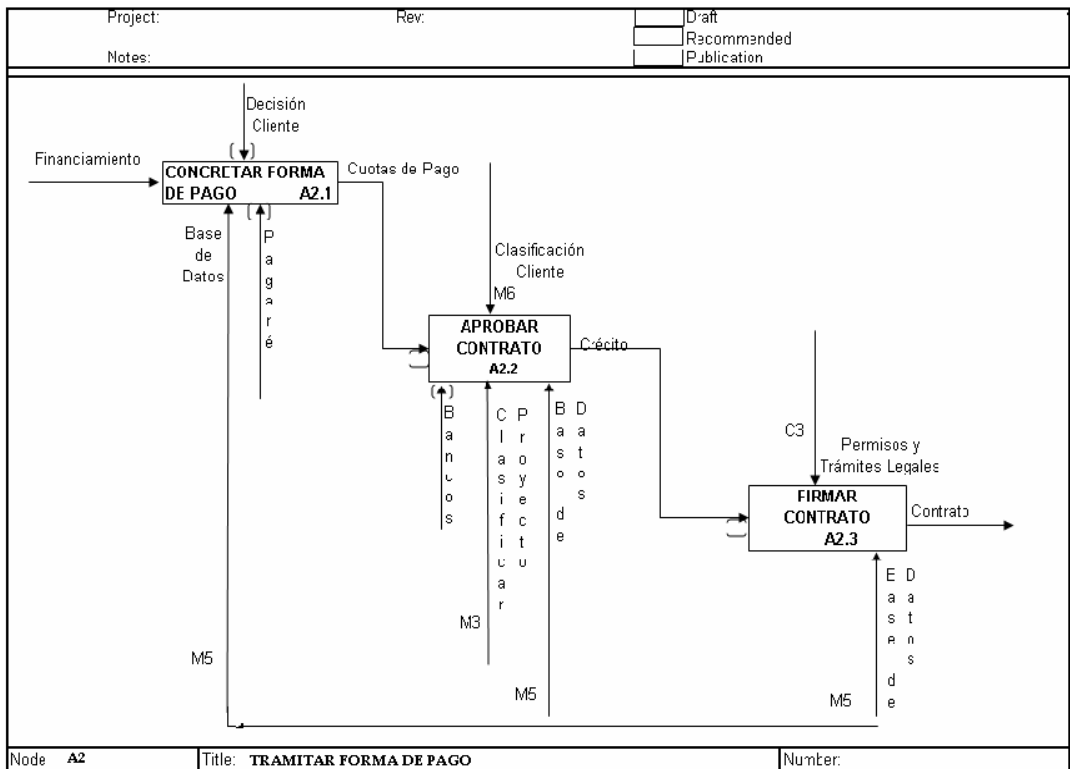 Project:
Rev:
Draft
Recommended
Notes:
Publication
Decisión
Cliente
Financiamiento
CONCRETAR FORMA
DE PAGO A2.1
Cuotas de Pago
Base
de
Datos
Pagaré
Clasificación
Cliente
M6
APROBAR
CONTRATO
A2.2
Crécito
Bancos
Clasificar
Proyecto
Base de
Datos
C3
Permisos y
Trámites Legales
FIRMAR
CONTRATO
A2.3
Contrato
M3
Ease de
Datos
M5
M5
M5
Node A2
Title: TRAMITAR FORMA DE PAGO
Number: